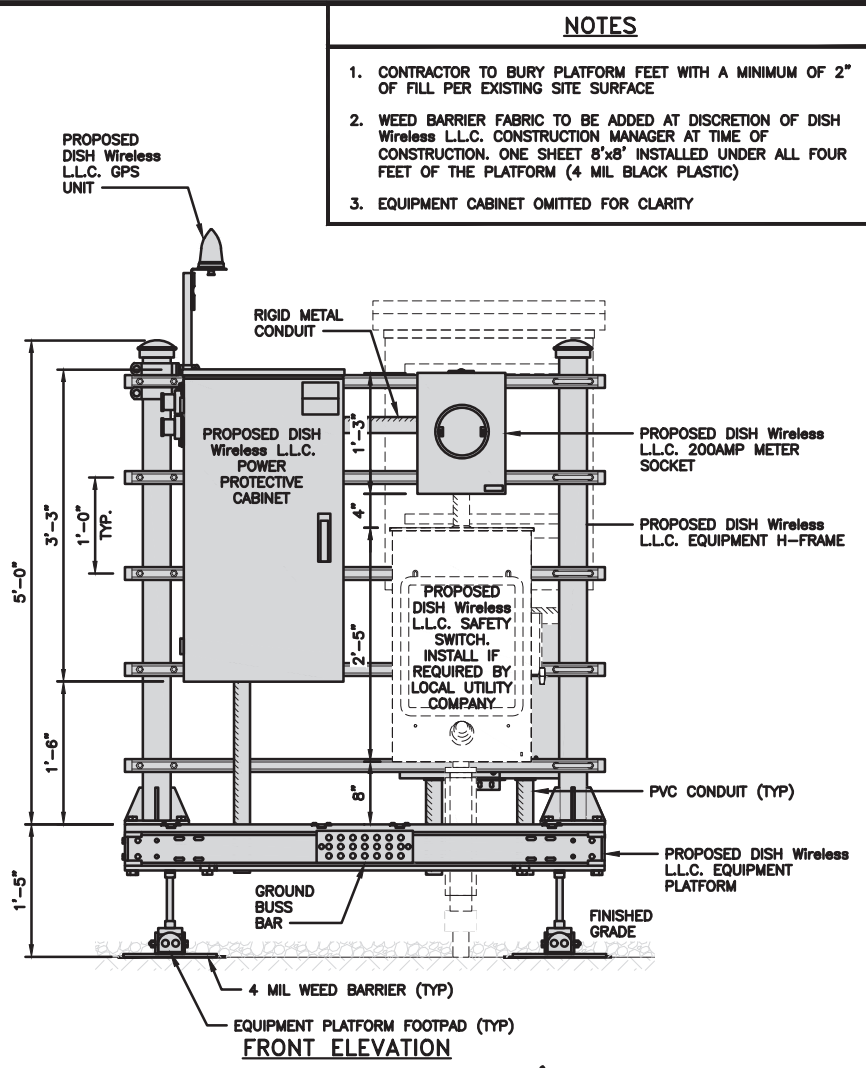 NOTES
1. CONTRACTOR TO BURY PLATFORM FEET WITH A MINIMUM OF 2"
OF FILL PER EXISTING SITE SURFACE
2. WEED BARRIER FABRIC TO BE ADDED AT DISCRETION OF DISH
Wireless L.L.C. CONSTRUCTION MANAGER AT TIME OF
CONSTRUCTION. ONE SHEET 8'x8' INSTALLED UNDER ALL FOUR
FEET OF THE PLATFORM (4 MIL BLACK PLASTIC)
3. EQUIPMENT CABINET OMITTED FOR CLARITY
PROPOSED
DISH Wireless
L.L.C. GPS
UNIT
RIGID METAL
CONDUIT
PROPOSED DISH
Wireless L.L.C.
POWER
PROTECTIVE
CABINET
1'-3"
PROPOSED DISH Wireless
L.L.C. 200AMP METER
SOCKET
4"
PROPOSED DISH Wireless
L.L.C. EQUIPMENT H-FRAME
5'-0"
3'-3"
1'-0"
TYP.
PROPOSED
DISH Wireless
L.L.C. SAFETY
SWITCH.
INSTALL IF
REQUIRED BY
LOCAL UTILITY
COMPANY
2'-5"
1'-6"
8"
PVC CONDUIT (TYP)
PROPOSED DISH Wireless
L.L.C. EQUIPMENT
PLATFORM
1'-5"
GROUND
BUSS
BAR
FINISHED
GRADE
4 MIL WEED BARRIER (TYP)
EQUIPMENT PLATFORM FOOTPAD (TYP)
FRONT ELEVATION